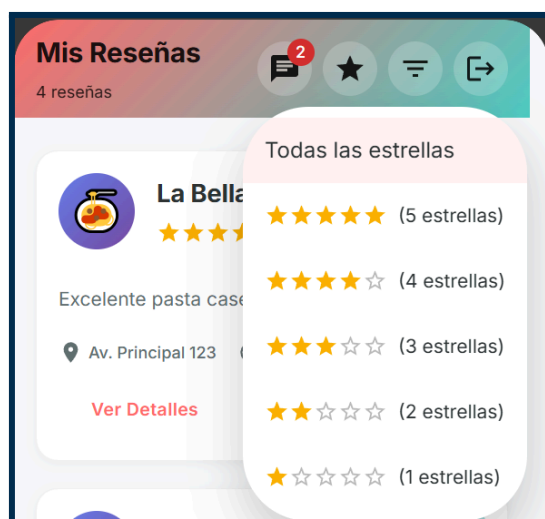 Mis Reseñas
2
4 reseñas
Todas las estrellas
(5 estrellas)
(4 estrellas)
(3 estrellas)
(2 estrellas)
(1 estrellas)
La Bella
Excelente pasta case
Av. Principal 123
Ver Detalles